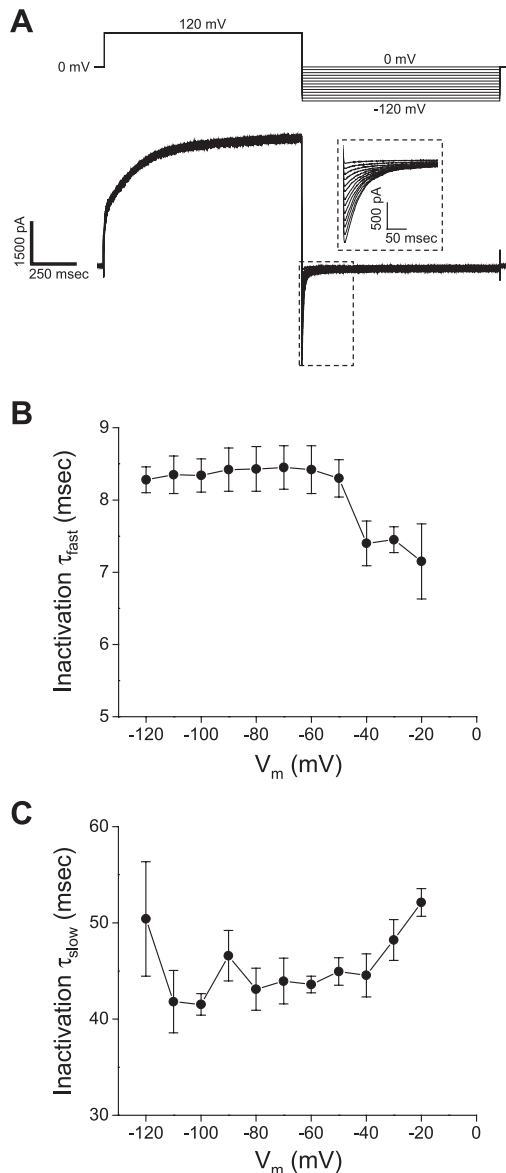 A
120 mV
0 mV
0 mV
-120 mV
1500 pA
250 msec
500 pA
50 msec
B
Inactivation τfast (msec)
9
8
7
6
5
-120 -100 -80 -60 -40 -20 0
Vm (mV)
C
Inactivation τslow (msec)
60
50
40
30
-120 -100 -80 -60 -40 -20 0
Vm (mV)